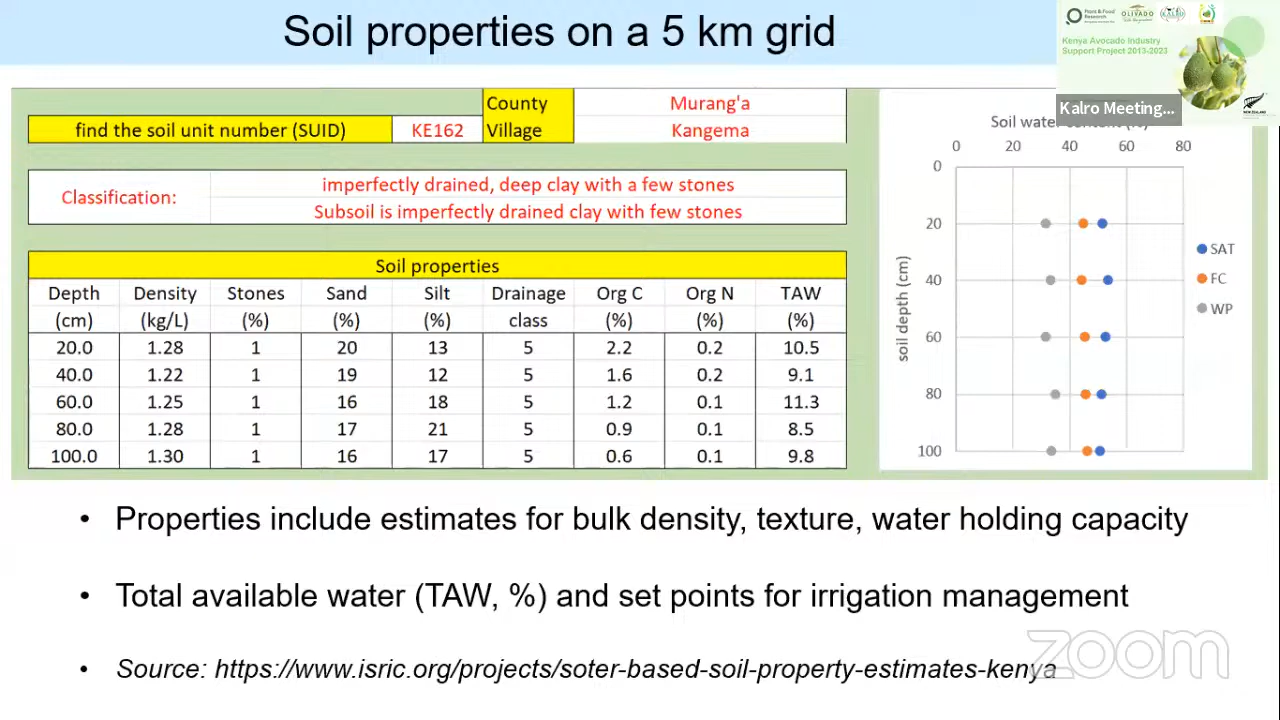 Soil properties on a 5 km grid
Plant & Food
Research
OLIVADO
KALRO
Kenya Avocado Industry
Support Project 2013-2023
Kalro Meeting...
find the soil unit number (SUID) KE162
County Murang'a
Village Kangema
Classification: imperfectly drained, deep clay with a few stones
Subsoil is imperfectly drained clay with few stones
Soil properties
Depth Density Stones Sand Silt Drainage Org C Org N TAW
(cm) (kg/L) (%) (%) (%) class (%) (%) (%)
20.0 1.28 1 20 13 5 2.2 0.2 10.5
40.0 1.22 1 19 12 5 1.6 0.2 9.1
60.0 1.25 1 16 18 5 1.2 0.1 11.3
80.0 1.28 1 17 21 5 0.9 0.1 8.5
100.0 1.30 1 16 17 5 0.6 0.1 9.8
Soil water content (%)
0 20 40 60 80
0
20
40
60
80
100
soil depth (cm)
SAT
FC
WP
• Properties include estimates for bulk density, texture, water holding capacity
• Total available water (TAW, %) and set points for irrigation management
• Source: https://www.isric.org/projects/soter-based-soil-property-estimates-kenya
zoom